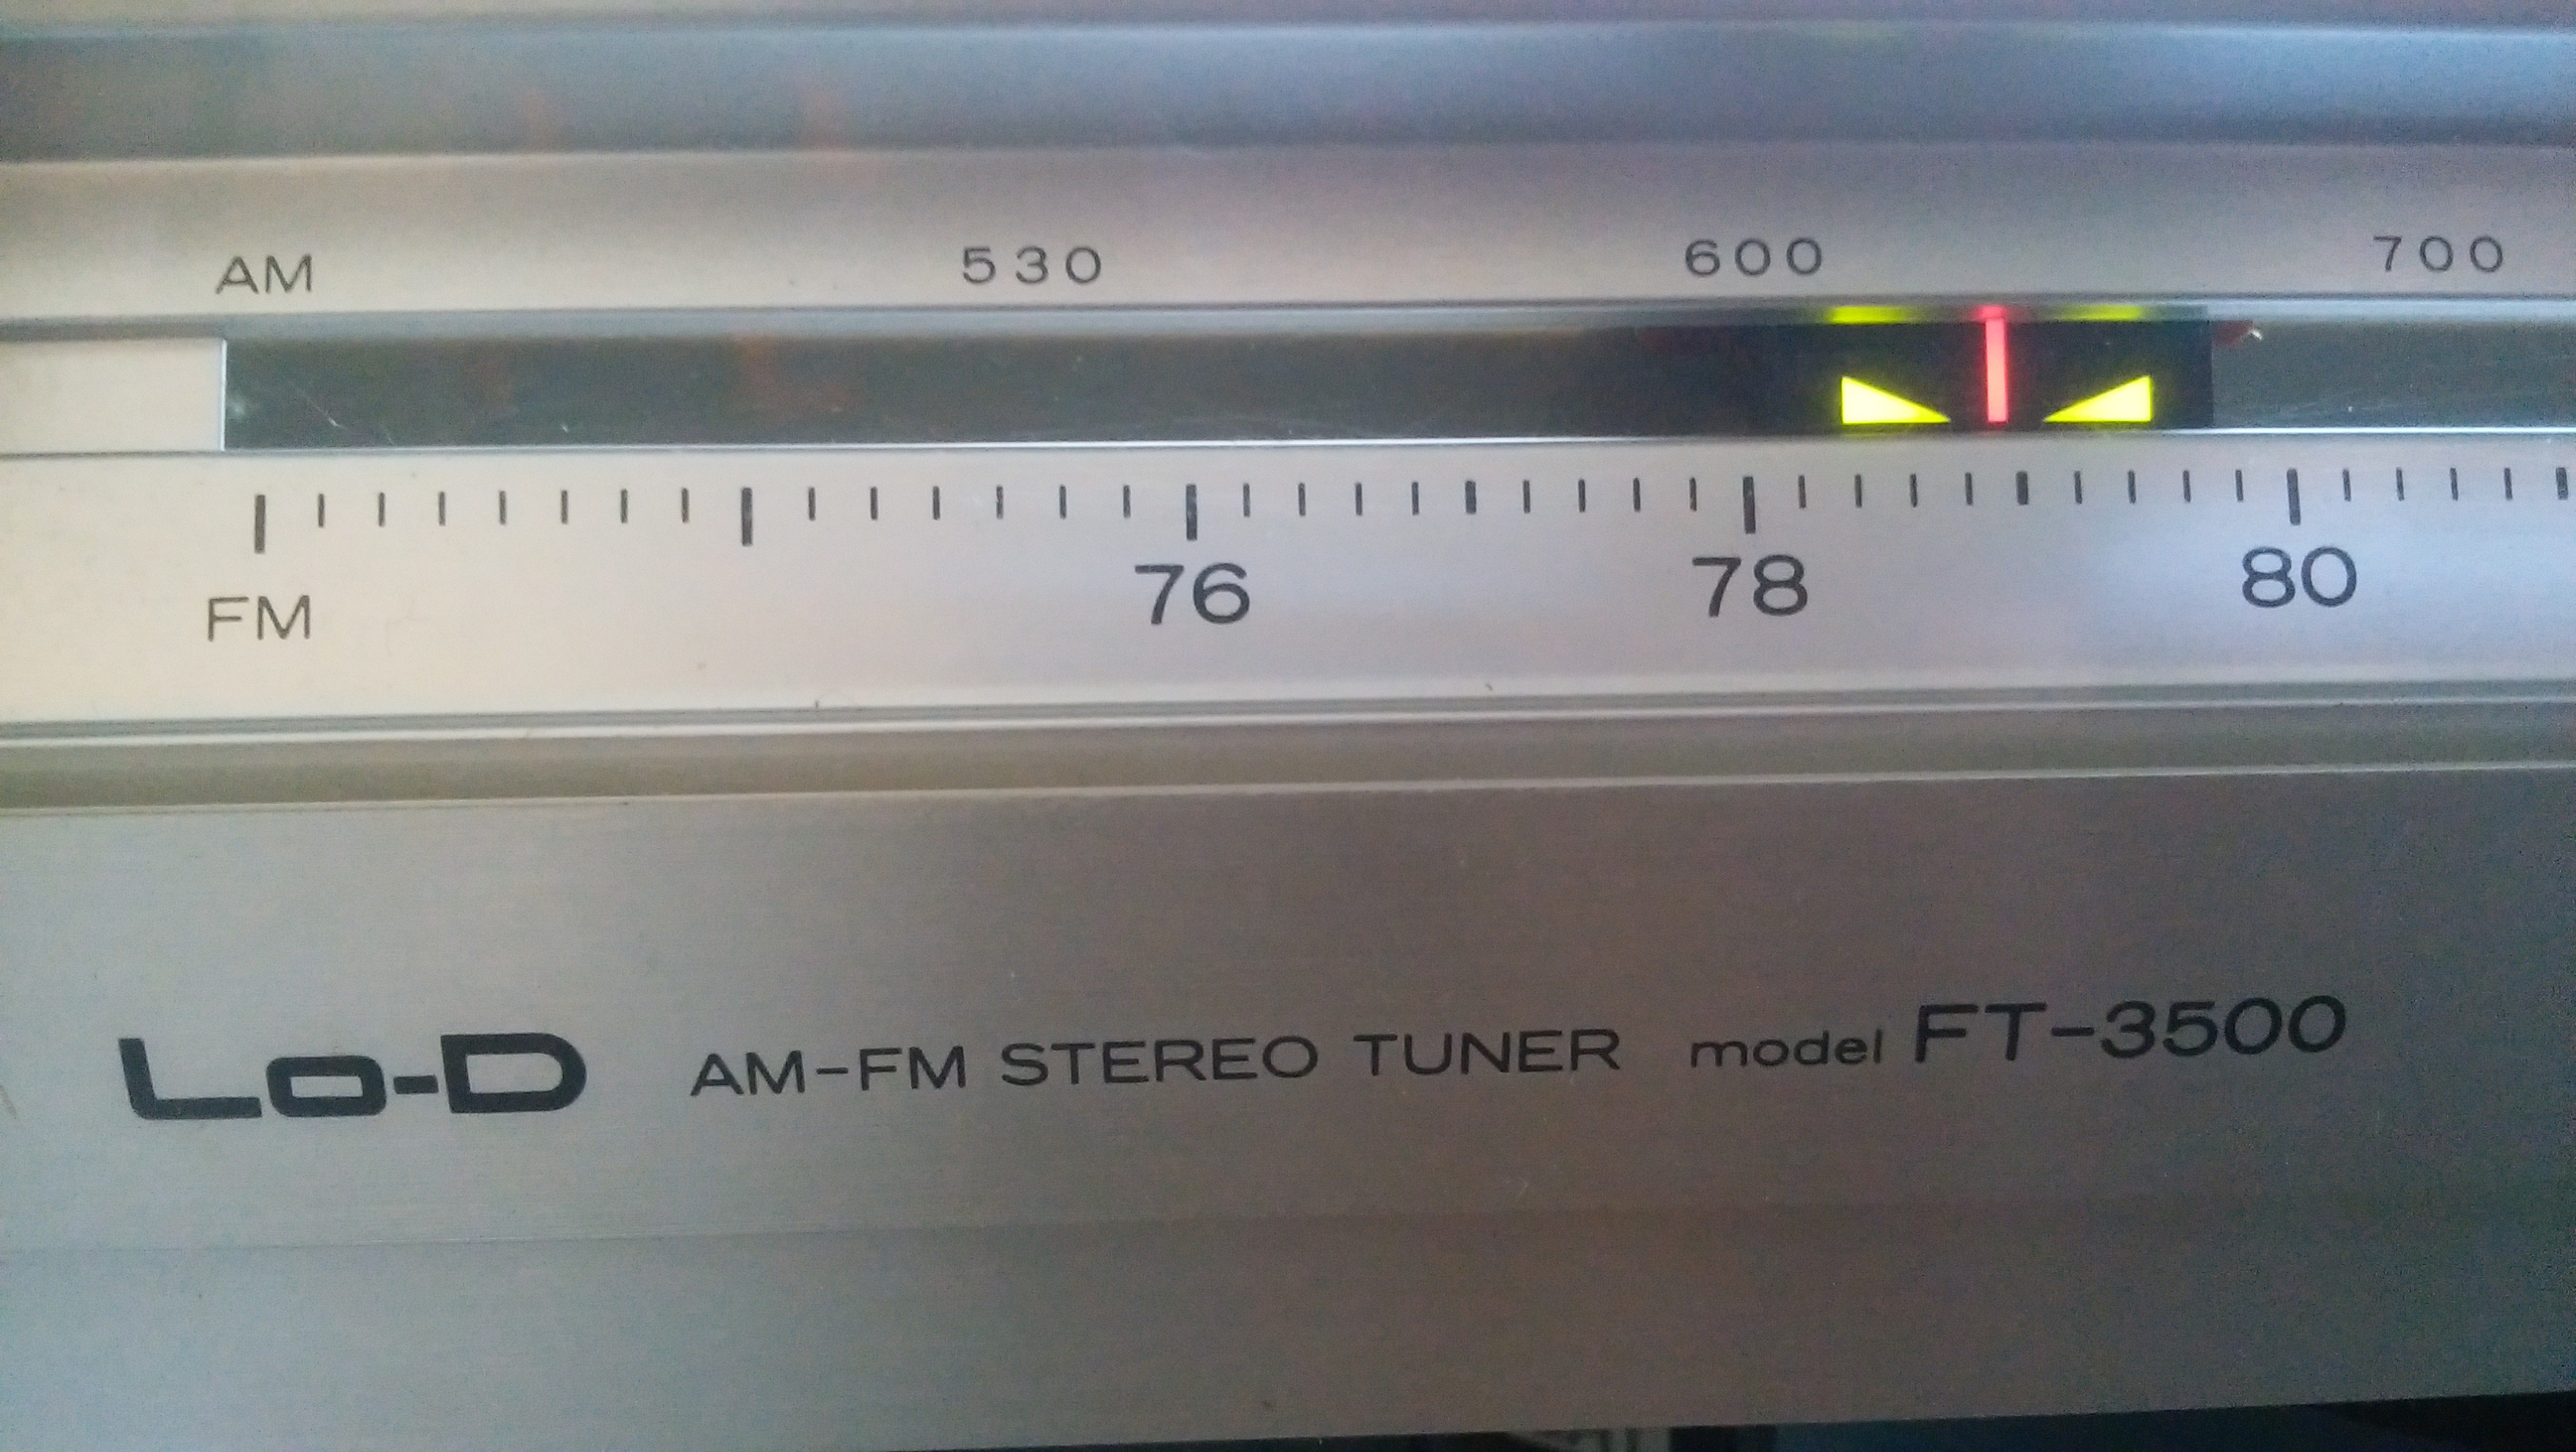 AM 530 600 700
FM 76 78 80
Lo-D AM-FM STEREO TUNER model FT-3500